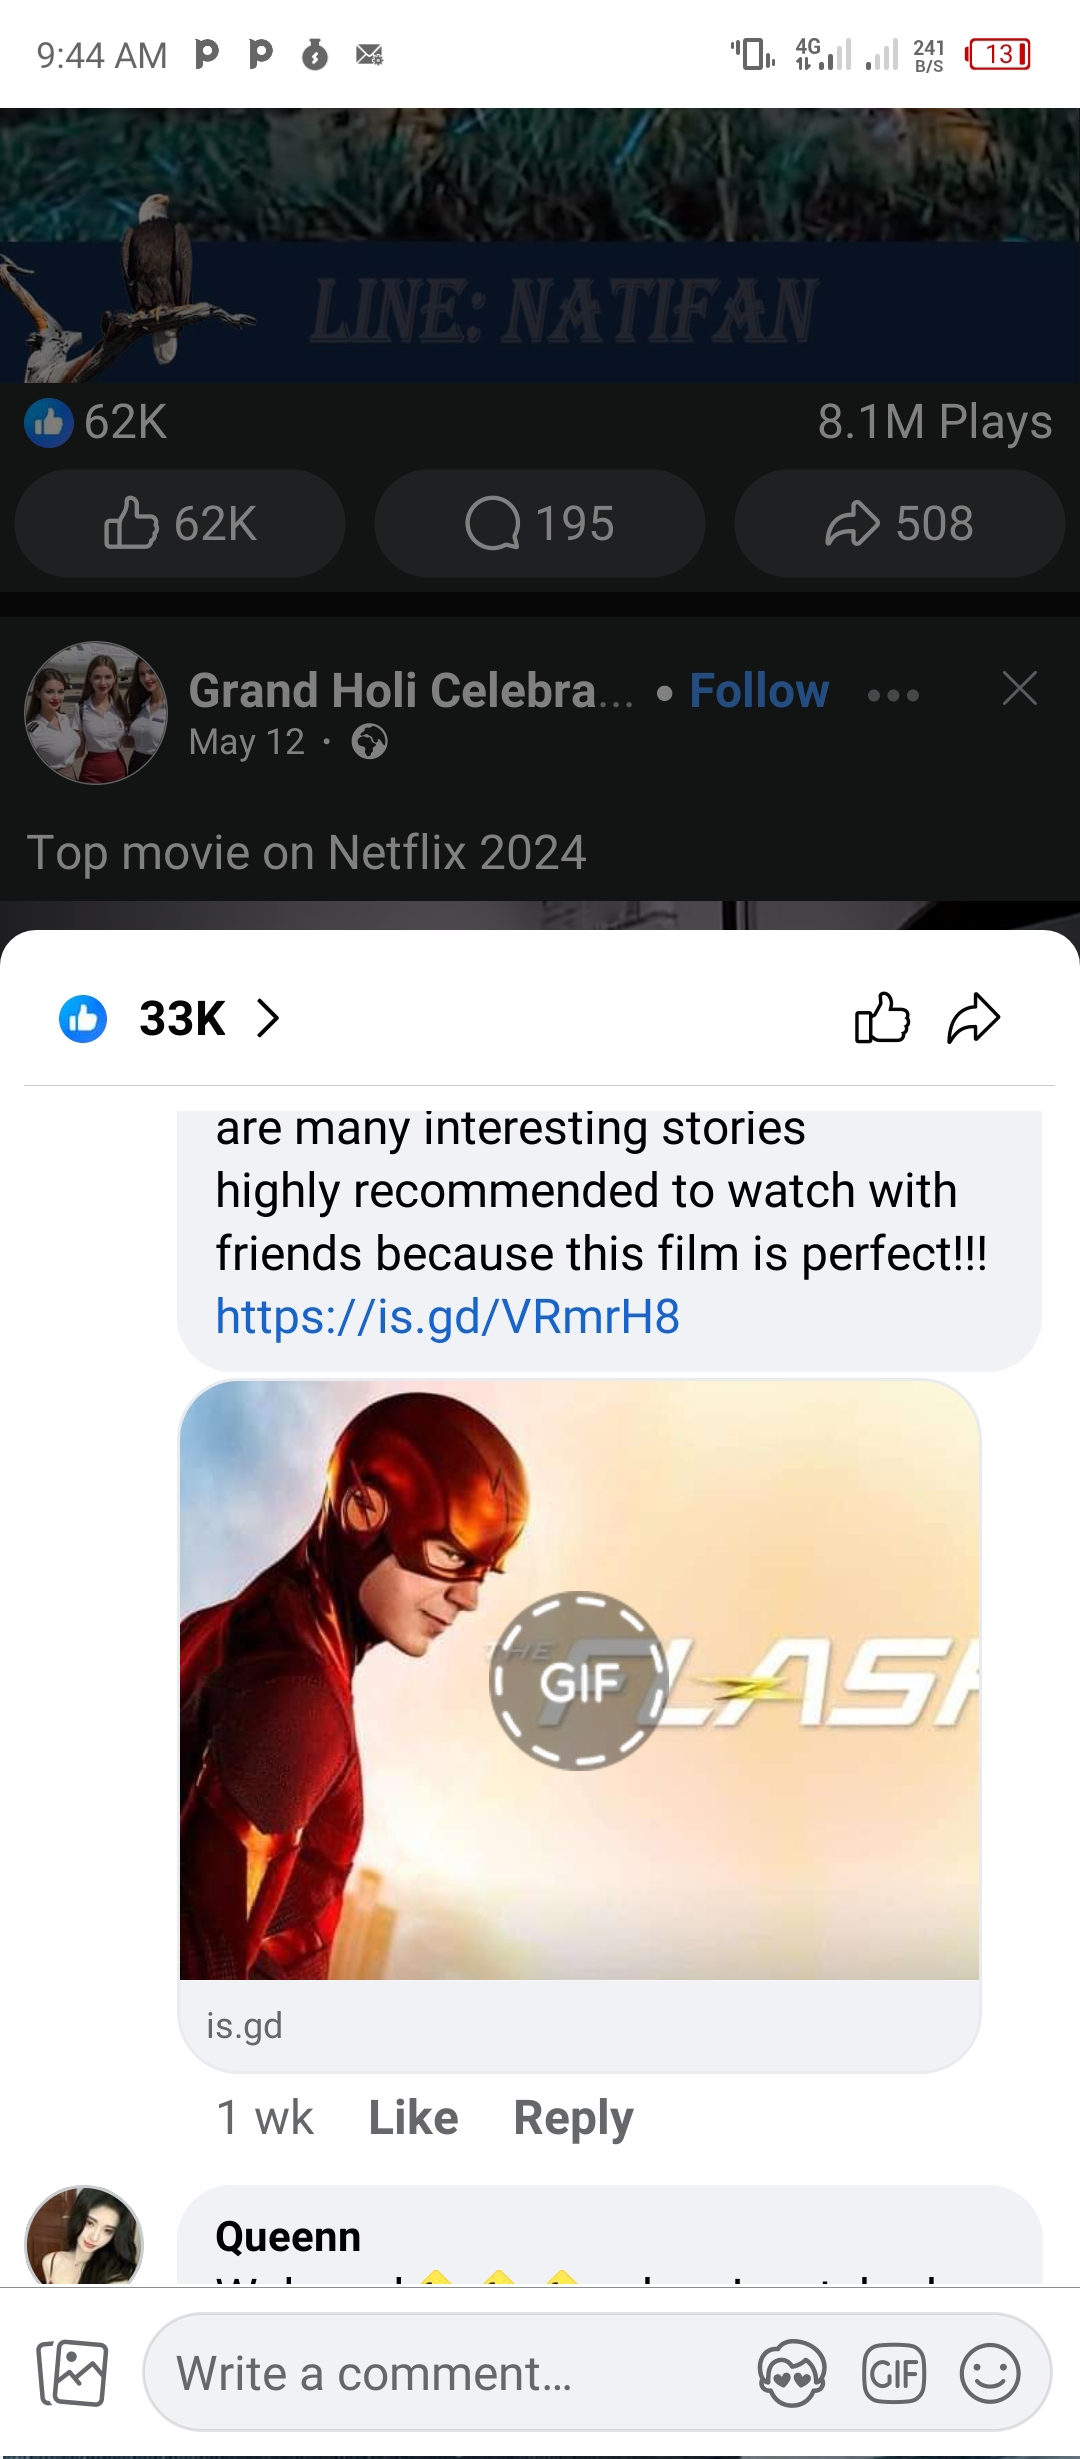 9:44 AM
4G
241
B/S
13
LINE: NATIFAN
62K
8.1M Plays
62K
195
508
Grand Holi Celebra... • Follow
May 12 ·
Top movie on Netflix 2024
33K
are many interesting stories
highly recommended to watch with
friends because this film is perfect!!!
https://is.gd/VRmrH8
THE
FLASH
GIF
is.gd
1 wk Like Reply
Queenn
Write a comment...
GIF